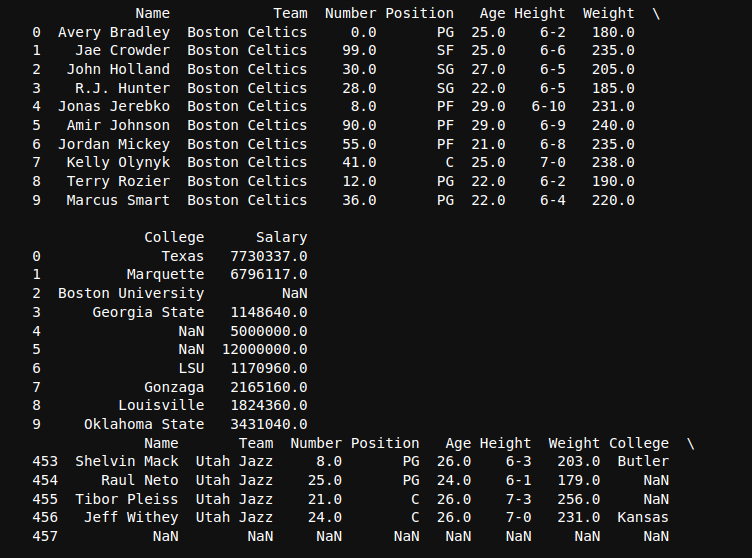 Name Team Number Position Age Height Weight \
0 Avery Bradley Boston Celtics 0.0 PG 25.0 6-2 180.0
1 Jae Crowder Boston Celtics 99.0 SF 25.0 6-6 235.0
2 John Holland Boston Celtics 30.0 SG 27.0 6-5 205.0
3 R.J. Hunter Boston Celtics 28.0 SG 22.0 6-5 185.0
4 Jonas Jerebko Boston Celtics 8.0 PF 29.0 6-10 231.0
5 Amir Johnson Boston Celtics 90.0 PF 29.0 6-9 240.0
6 Jordan Mickey Boston Celtics 55.0 PF 21.0 6-8 235.0
7 Kelly Olynyk Boston Celtics 41.0 C 25.0 7-0 238.0
8 Terry Rozier Boston Celtics 12.0 PG 22.0 6-2 190.0
9 Marcus Smart Boston Celtics 36.0 PG 22.0 6-4 220.0
College Salary
0 Texas 7730337.0
1 Marquette 6796117.0
2 Boston University NaN
3 Georgia State 1148640.0
4 NaN 5000000.0
5 NaN 12000000.0
6 LSU 1170960.0
7 Gonzaga 2165160.0
8 Louisville 1824360.0
9 Oklahoma State 3431040.0
Name Team Number Position Age Height Weight College \
453 Shelvin Mack Utah Jazz 8.0 PG 26.0 6-3 203.0 Butler
454 Raul Neto Utah Jazz 25.0 PG 24.0 6-1 179.0 NaN
455 Tibor Pleiss Utah Jazz 21.0 C 26.0 7-3 256.0 NaN
456 Jeff Withey Utah Jazz 24.0 C 26.0 7-0 231.0 Kansas
457 NaN NaN NaN NaN NaN NaN NaN NaN